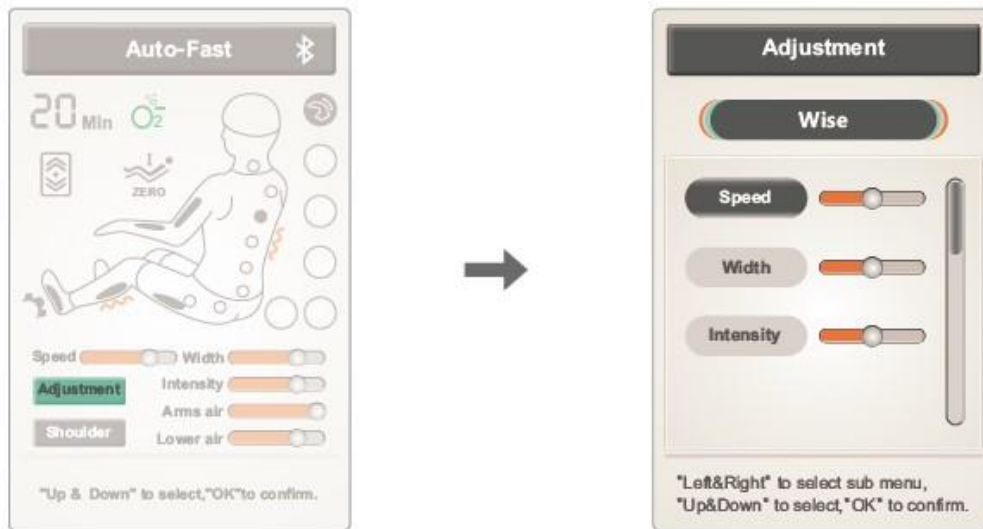 Auto-Fast
20 Min O2
ZERO
Speed Width
Adjustment Intensity
Arms air
Shoulder Lower air
"Up & Down" to select,"OK"to confirm.
Adjustment
Wise
Speed
Width
Intensity
"Left&Right" to select sub menu,
"Up&Down" to select,"OK" to confirm.